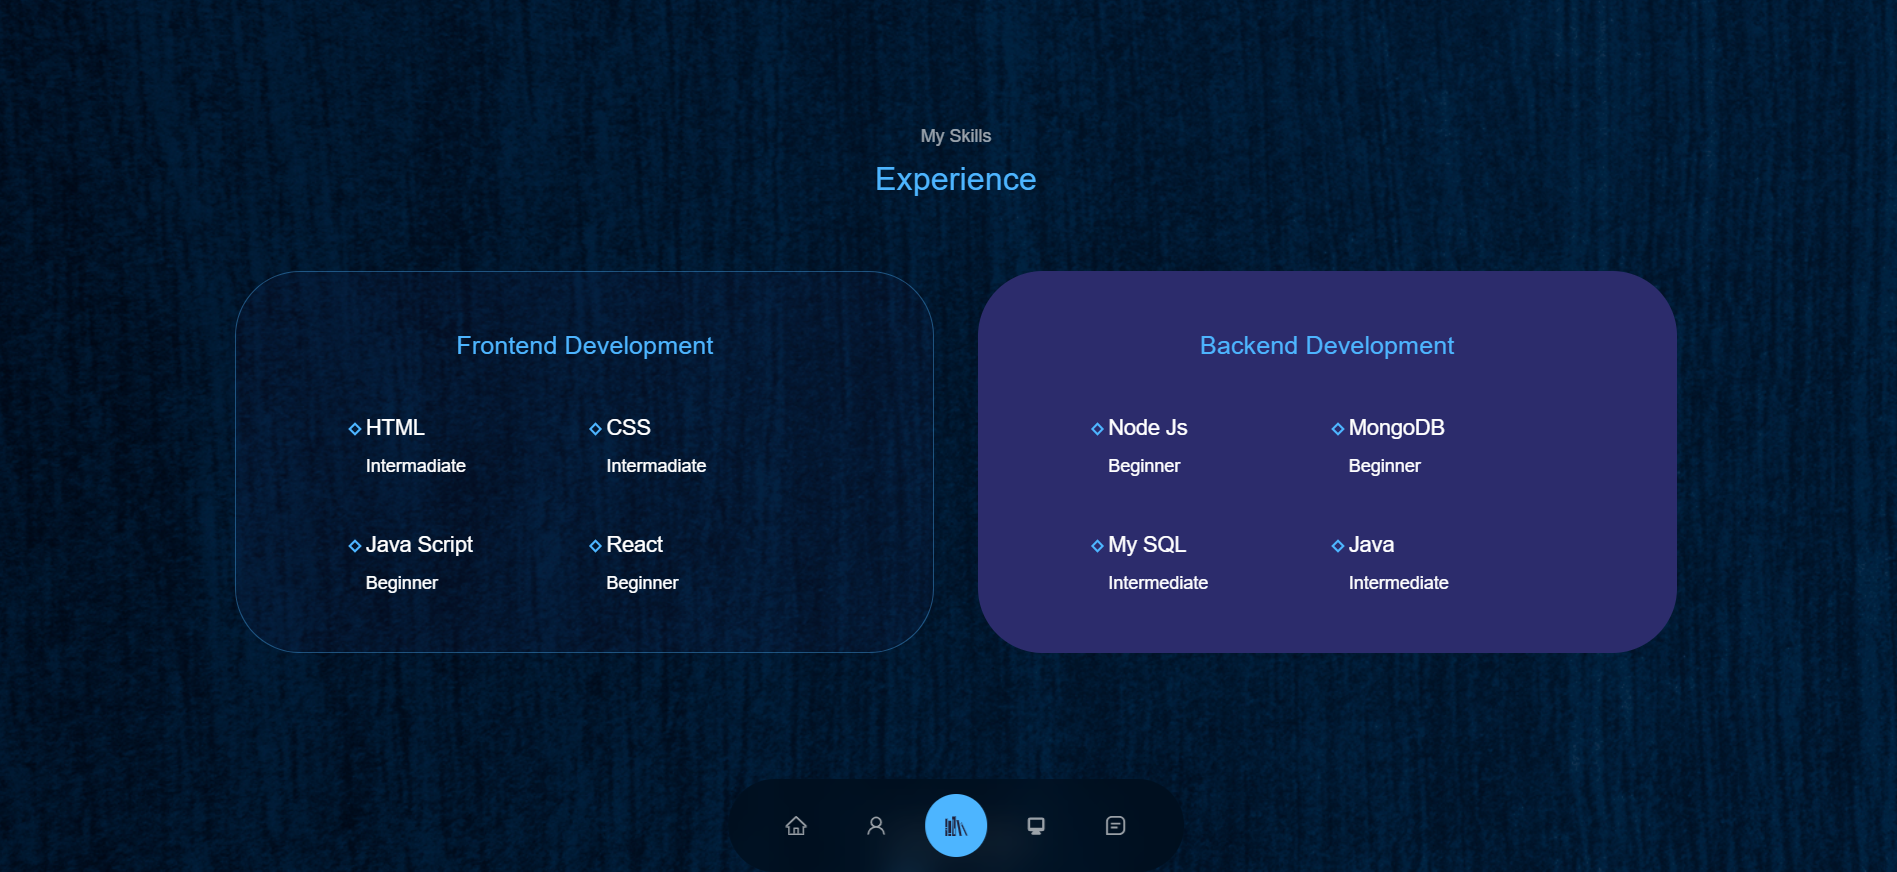 My Skills
Experience
Frontend Development
HTML
Intermadiate
CSS
Intermadiate
Java Script
Beginner
React
Beginner
Backend Development
Node Js
Beginner
MongoDB
Beginner
My SQL
Intermediate
Java
Intermediate